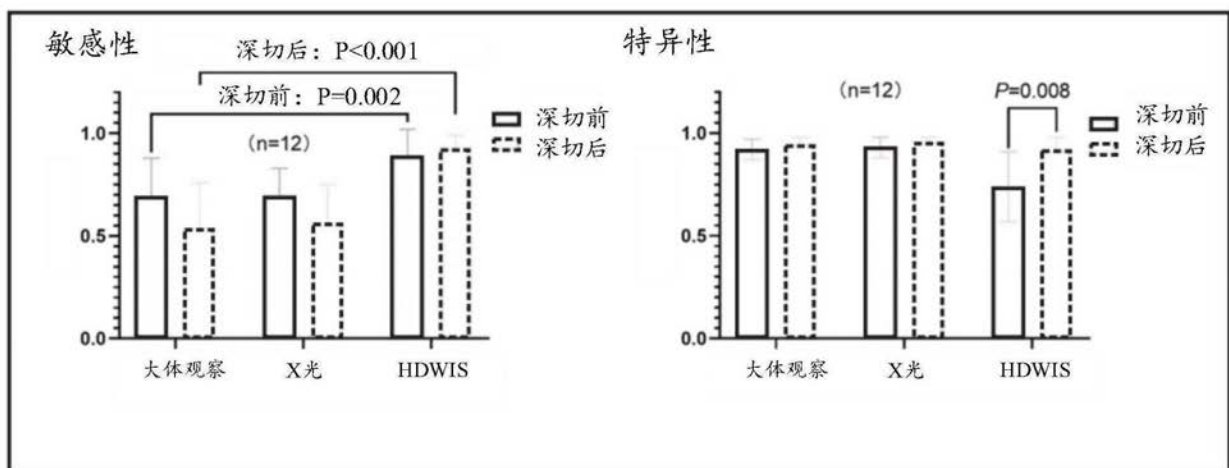 敏感性
深切后：P<0.001
深切前：P=0.002
(n=12)
深切前
深切后
1.0
0.5
0.0
大体观察 X光 HDWIS
特异性
(n=12)
P=0.008
深切前
深切后
1.0
0.5
0.0
大体观察 X光 HDWIS